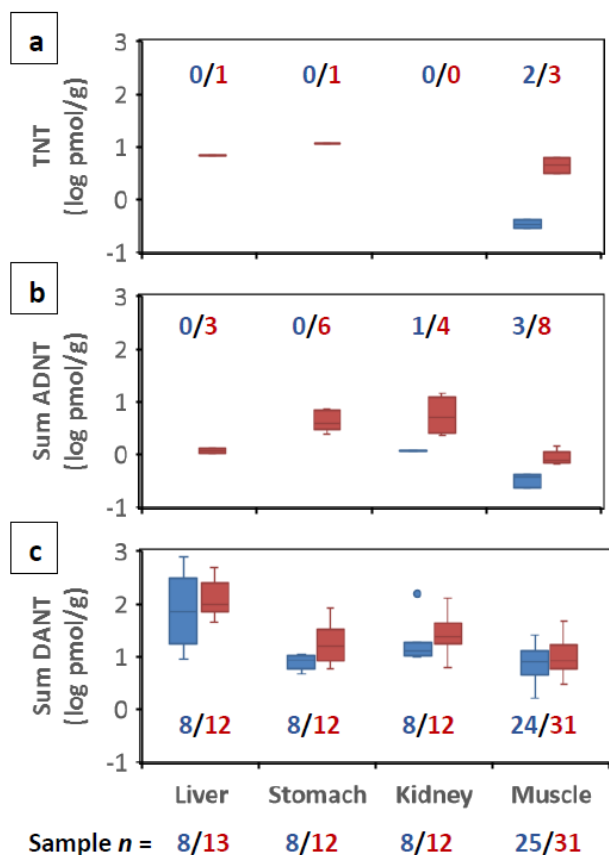 a
TNT
(log pmol/g)
3
2
1
0
-1
0/1 0/1 0/0 2/3
b
Sum ADNT
(log pmol/g)
3
2
1
0
-1
0/3 0/6 1/4 3/8
c
Sum DANT
(log pmol/g)
3
2
1
0
-1
8/12 8/12 8/12 24/31
Liver Stomach Kidney Muscle
Sample n = 8/13 8/12 8/12 25/31